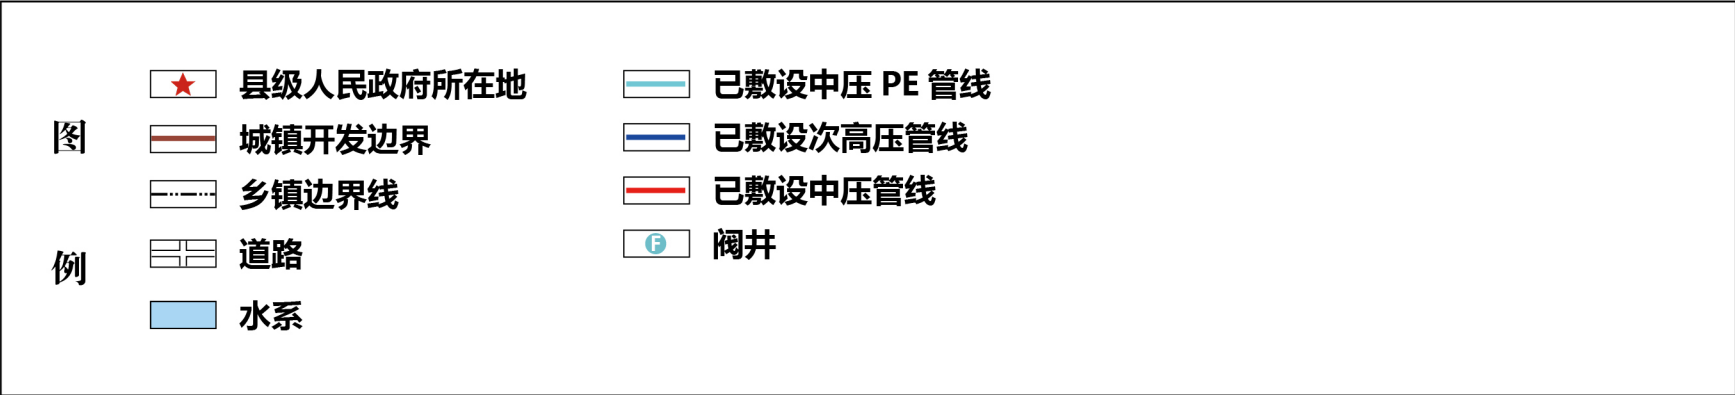 图
例
县级人民政府所在地
城镇开发边界
乡镇边界线
道路
水系
已敷设中压 PE 管线
已敷设次高压管线
已敷设中压管线
F
阀井